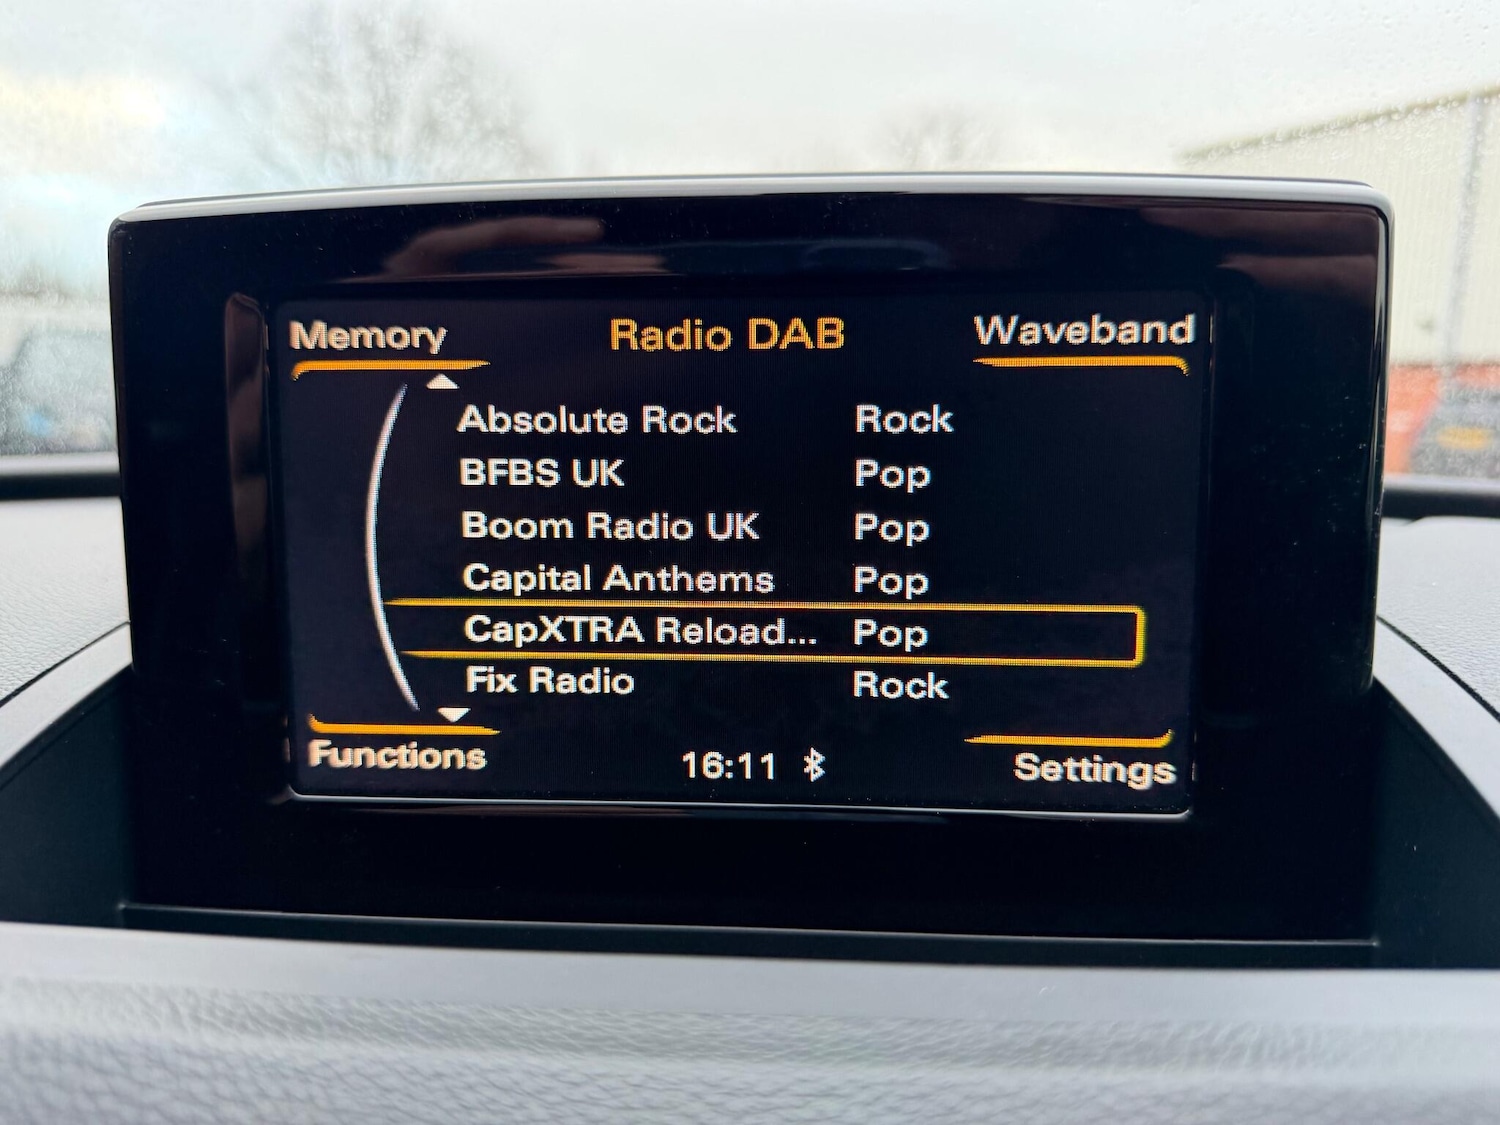 Memory Radio DAB Waveband
Absolute Rock Rock
BFBS UK Pop
Boom Radio UK Pop
Capital Anthems Pop
CapXTRA Reload... Pop
Fix Radio Rock
Functions 16:11 Settings